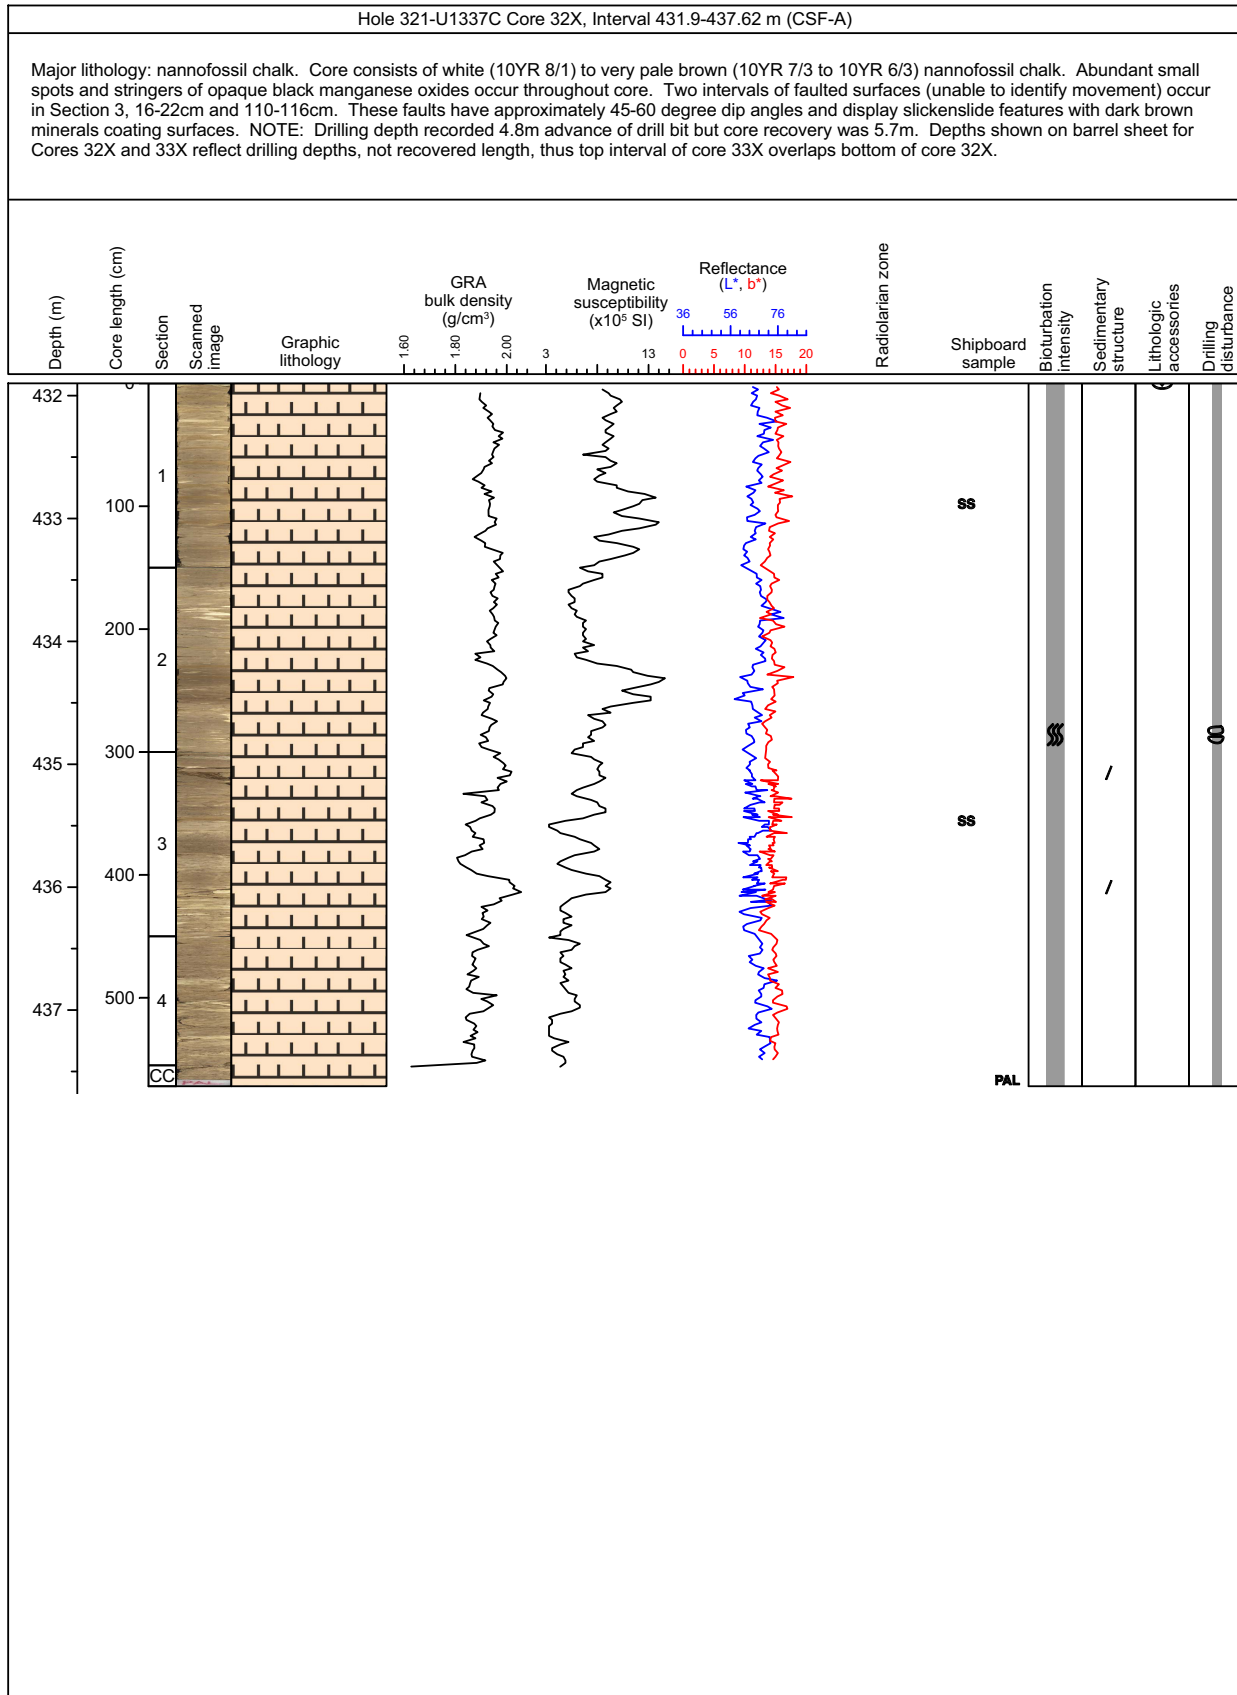 Hole 321-U1337C Core 32X, Interval 431.9-437.62 m (CSF-A)
Major lithology: nannofossil chalk. Core consists of white (10YR 8/1) to very pale brown (10YR 7/3 to 10YR 6/3) nannofossil chalk. Abundant small
spots and stringers of opaque black manganese oxides occur throughout core. Two intervals of faulted surfaces (unable to identify movement) occur
in Section 3, 16-22cm and 110-116cm. These faults have approximately 45-60 degree dip angles and display slickenslide features with dark brown
minerals coating surfaces. NOTE: Drilling depth recorded 4.8m advance of drill bit but core recovery was 5.7m. Depths shown on barrel sheet for
Cores 32X and 33X reflect drilling depths, not recovered length, thus top interval of core 33X overlaps bottom of core 32X.
Depth (m)
Core length (cm)
Section
Scanned
image
Graphic
lithology
GRA
bulk density
(g/cm³)
1.60 1.80 2.00
Magnetic
susceptibility
(x10⁵ SI)
3 13
Reflectance
(L*, b*)
36 56 76
0 5 10 15 20
Radiolarian zone
Shipboard
sample
Bioturbation
intensity
Sedimentary
structure
Lithologic
accessories
Drilling
disturbance
0
432
1
100
ss
433
200
434
2
300
435
ss
3
400
436
500
4
437
CC
PAL
PAL